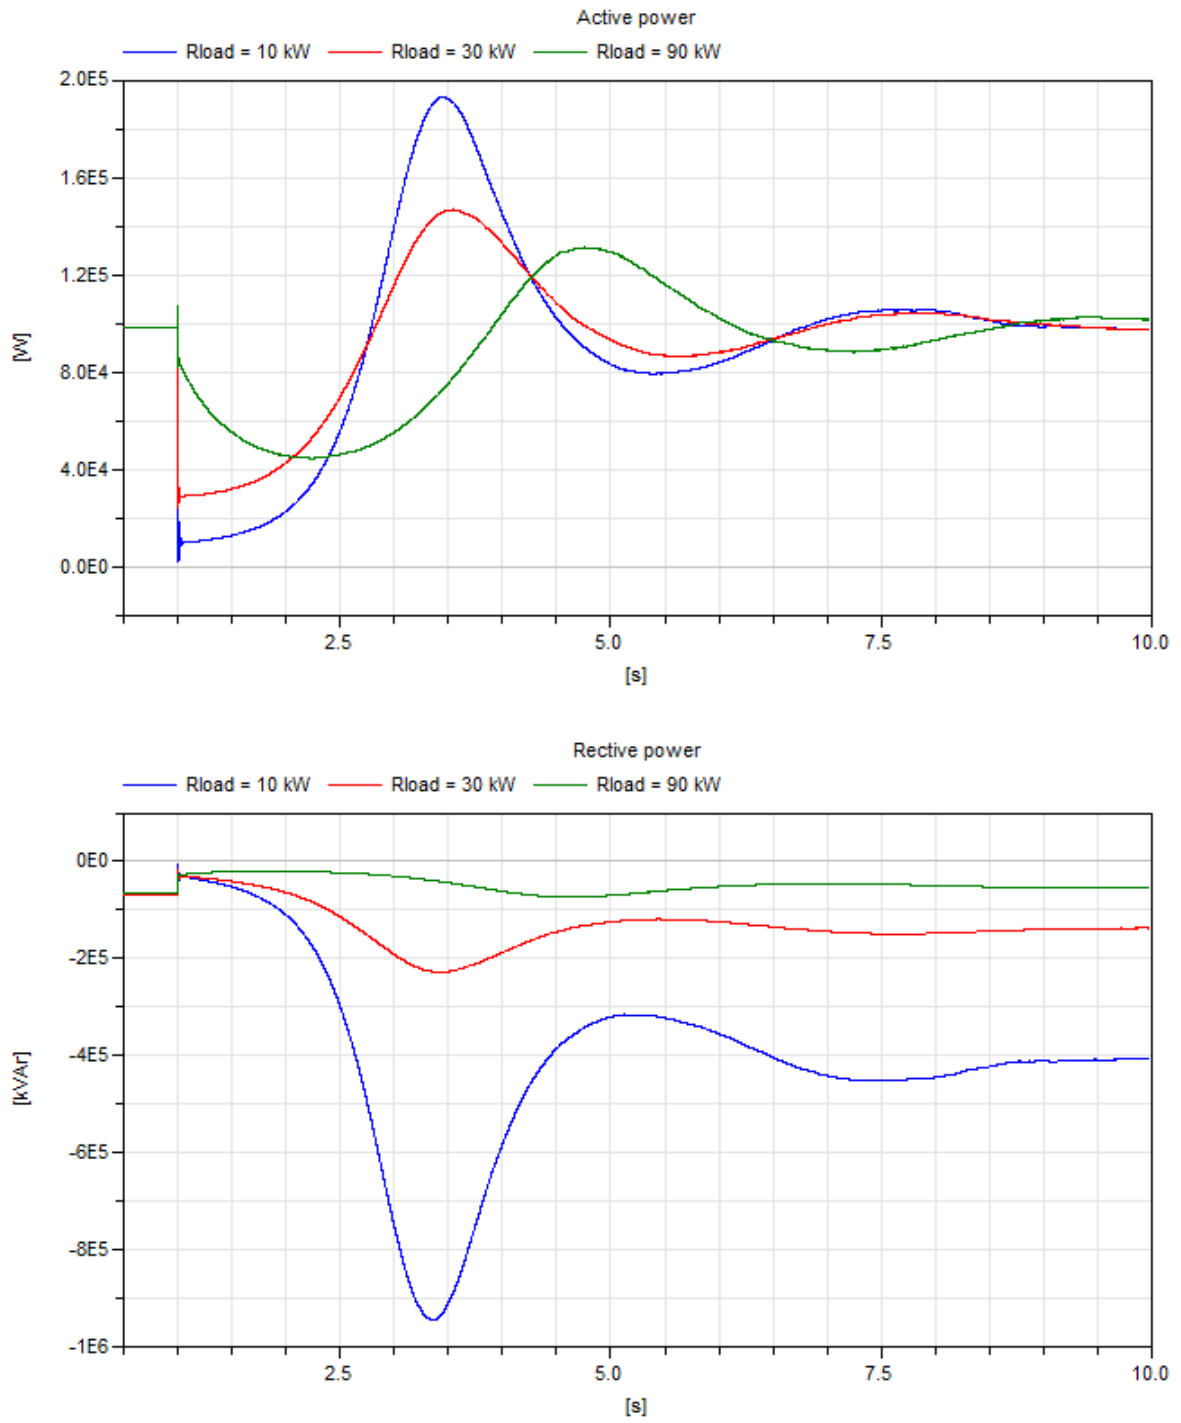 Active power
Rload = 10 kW Rload = 30 kW Rload = 90 kW
2.0E5
1.6E5
1.2E5
8.0E4
4.0E4
0.0E0
[W]
2.5 5.0 7.5 10.0
[s]
Rective power
Rload = 10 kW Rload = 30 kW Rload = 90 kW
0E0
-2E5
-4E5
-6E5
-8E5
-1E6
[kVAr]
2.5 5.0 7.5 10.0
[s]